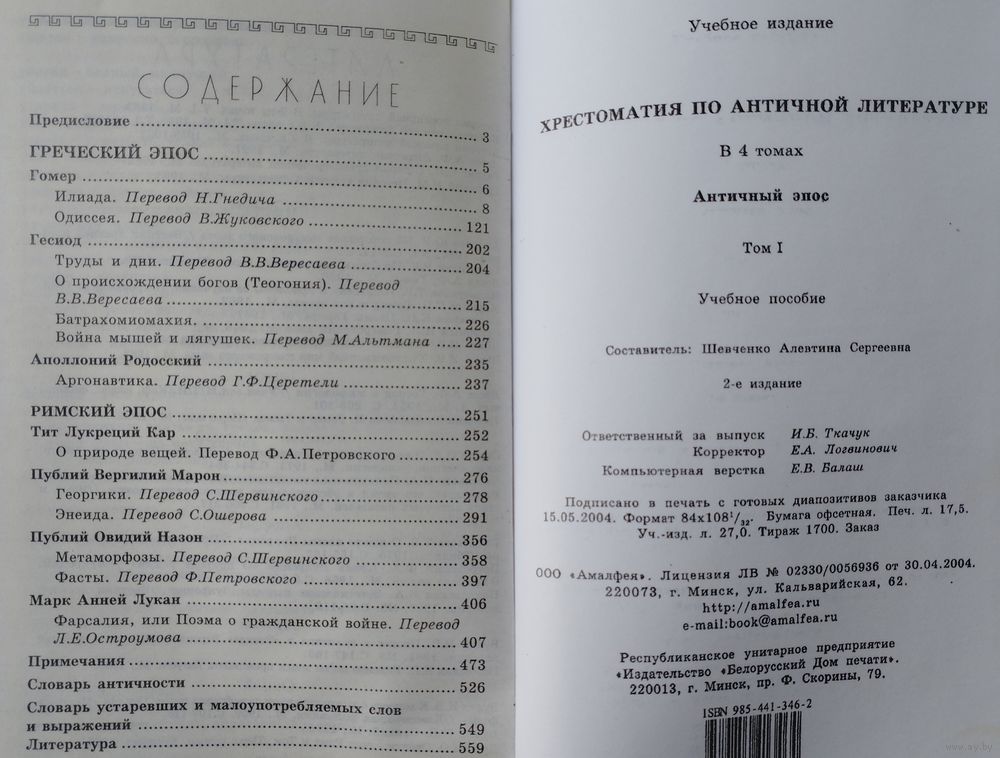 СОДЕРЖАНИЕ
Предисловие ........ 3
ГРЕЧЕСКИЙ ЭПОС ........ 5
Гомер ........ 6
Илиада. Перевод Н.Гнедича ........ 8
Одиссея. Перевод В.Жуковского ........ 121
Гесиод ........ 202
Труды и дни. Перевод В.В.Вересаева ........ 204
О происхождении богов (Теогония). Перевод
В.В.Вересаева ........ 215
Батрахомиомахия. ........ 226
Война мышей и лягушек. Перевод М.Альтмана ..... 227
Аполлоний Родосский ........ 235
Аргонавтика. Перевод Г.Ф.Церетели ........ 237
РИМСКИЙ ЭПОС ........ 251
Тит Лукреций Кар ........ 252
О природе вещей. Перевод Ф.А.Петровского ........ 254
Публий Вергилий Марон ........ 276
Георгики. Перевод С.Шервинского ........ 278
Энеида. Перевод С.Ошерова ........ 291
Публий Овидий Назон ........ 356
Метаморфозы. Перевод С.Шервинского ........ 358
Фасты. Перевод Ф.Петровского ........ 397
Марк Анней Лукан ........ 406
Фарсалия, или Поэма о гражданской войне. Перевод
Л.Е.Остроумова ........ 407
Примечания ........ 473
Словарь античности ........ 526
Словарь устаревших и малоупотребляемых слов
и выражений ........ 549
Литература ........ 559
Учебное издание
ХРЕСТОМАТИЯ ПО АНТИЧНОЙ ЛИТЕРАТУРЕ
В 4 томах
Античный эпос
Том I
Учебное пособие
Составитель: Шевченко Алевтина Сергеевна
2-е издание
Ответственный за выпуск И.Б. Ткачук
Корректор Е.А. Логвинович
Компьютерная верстка Е.В. Балаш
Подписано в печать с готовых диапозитивов заказчика
15.05.2004. Формат 84х108¹/₃₂. Бумага офсетная. Печ. л. 17,5.
Уч.-изд. л. 27,0. Тираж 1700. Заказ
ООО «Амалфея». Лицензия ЛВ № 02330/0056936 от 30.04.2004.
220073, г. Минск, ул. Кальварийская, 62.
http://amalfea.ru
e-mail:book@amalfea.ru
Республиканское унитарное предприятие
«Издательство «Белорусский Дом печати».
220013, г. Минск, пр. Ф. Скорины, 79.
ISBN 985-441-346-2
www.ay.by